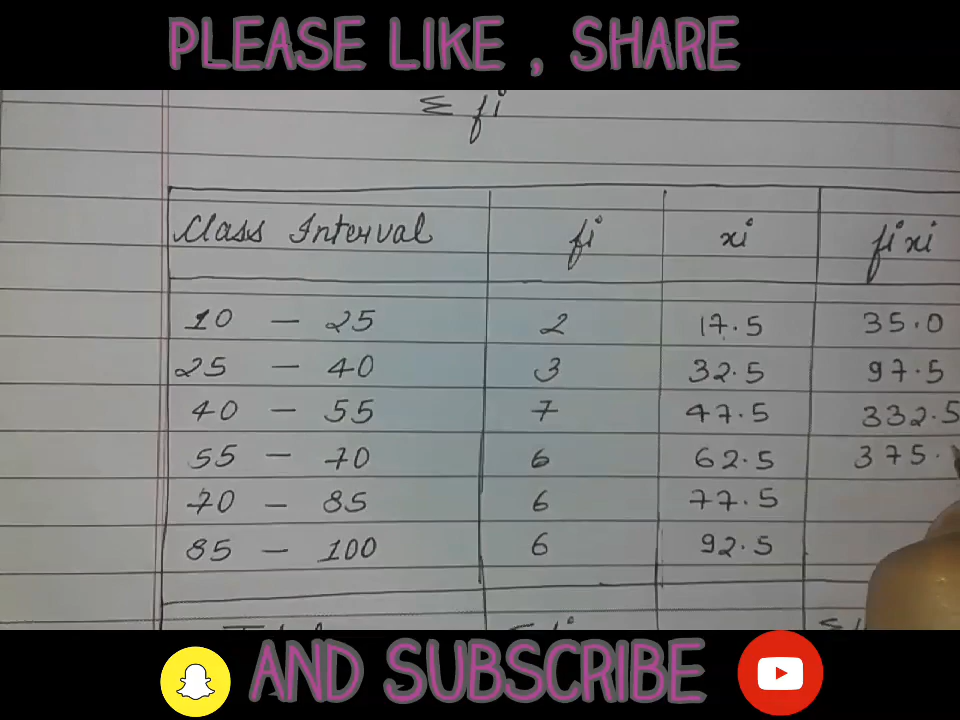 PLEASE LIKE , SHARE
Σ fi
Class Interval fi xi fixi
10 - 25 2 17.5 35.0
25 - 40 3 32.5 97.5
40 - 55 7 47.5 332.5
55 - 70 6 62.5 375.
70 - 85 6 77.5
85 - 100 6 92.5
AND SUBSCRIBE